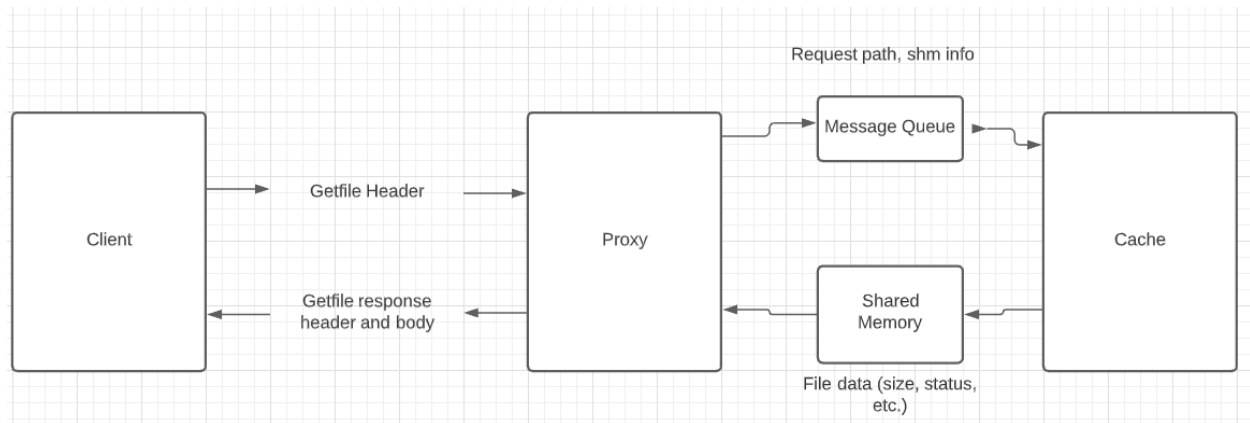 Request path, shm info
Message Queue
Getfile Header
Client
Proxy
Cache
Getfile response
header and body
Shared
Memory
File data (size, status,
etc.)